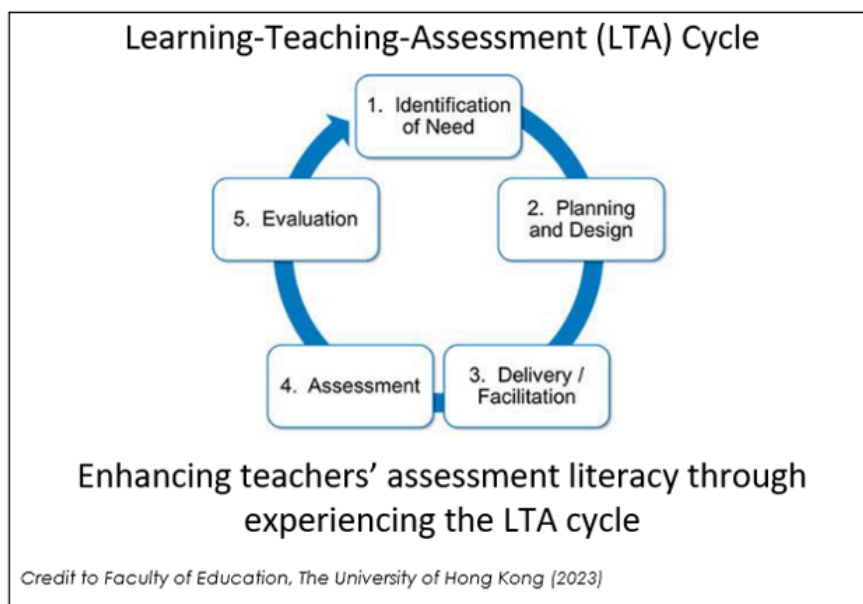 Learning-Teaching-Assessment (LTA) Cycle
1. Identification
of Need
2. Planning
and Design
3. Delivery /
Facilitation
4. Assessment
5. Evaluation
Enhancing teachers’ assessment literacy through
experiencing the LTA cycle
Credit to Faculty of Education, The University of Hong Kong (2023)